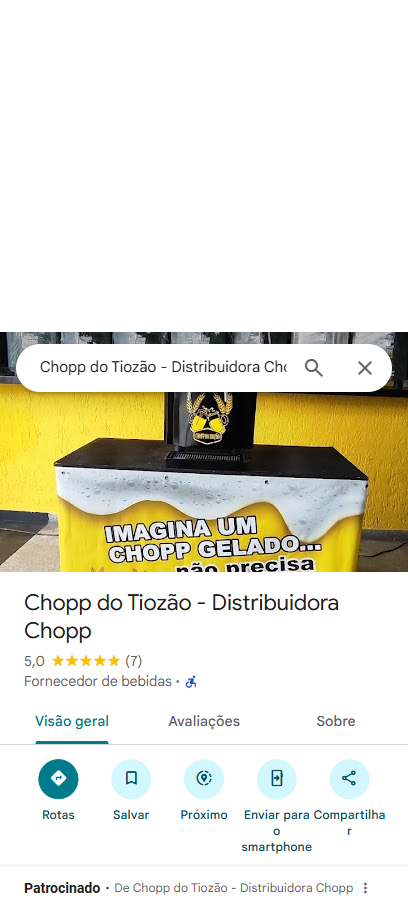 Chopp do Tiozão - Distribuidora Cho
IMAGINA UM
CHOPP GELADO...
não precisa
Chopp do Tiozão - Distribuidora
Chopp
5,0 (7)
Fornecedor de bebidas ·
Visão geral Avaliações Sobre
Rotas Salvar Próximo Enviar para o smartphone Compartilhar
Patrocinado · De Chopp do Tiozão - Distribuidora Chopp